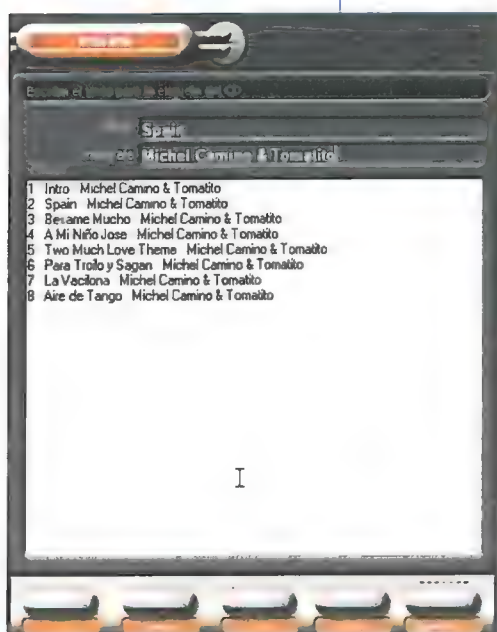 Spain
Michel Camino & Tomatito
1 Intro Michel Camino & Tomatito
2 Spain Michel Camino & Tomatito
3 Besame Mucho Michel Camino & Tomatito
4 A Mi Niño Jose Michel Camino & Tomatito
5 Two Much Love Theme Michel Camino & Tomatito
6 Para Troilo y Sagan Michel Camino & Tomatito
7 La Vacilona Michel Camino & Tomatito
8 Aire de Tango Michel Camino & Tomatito